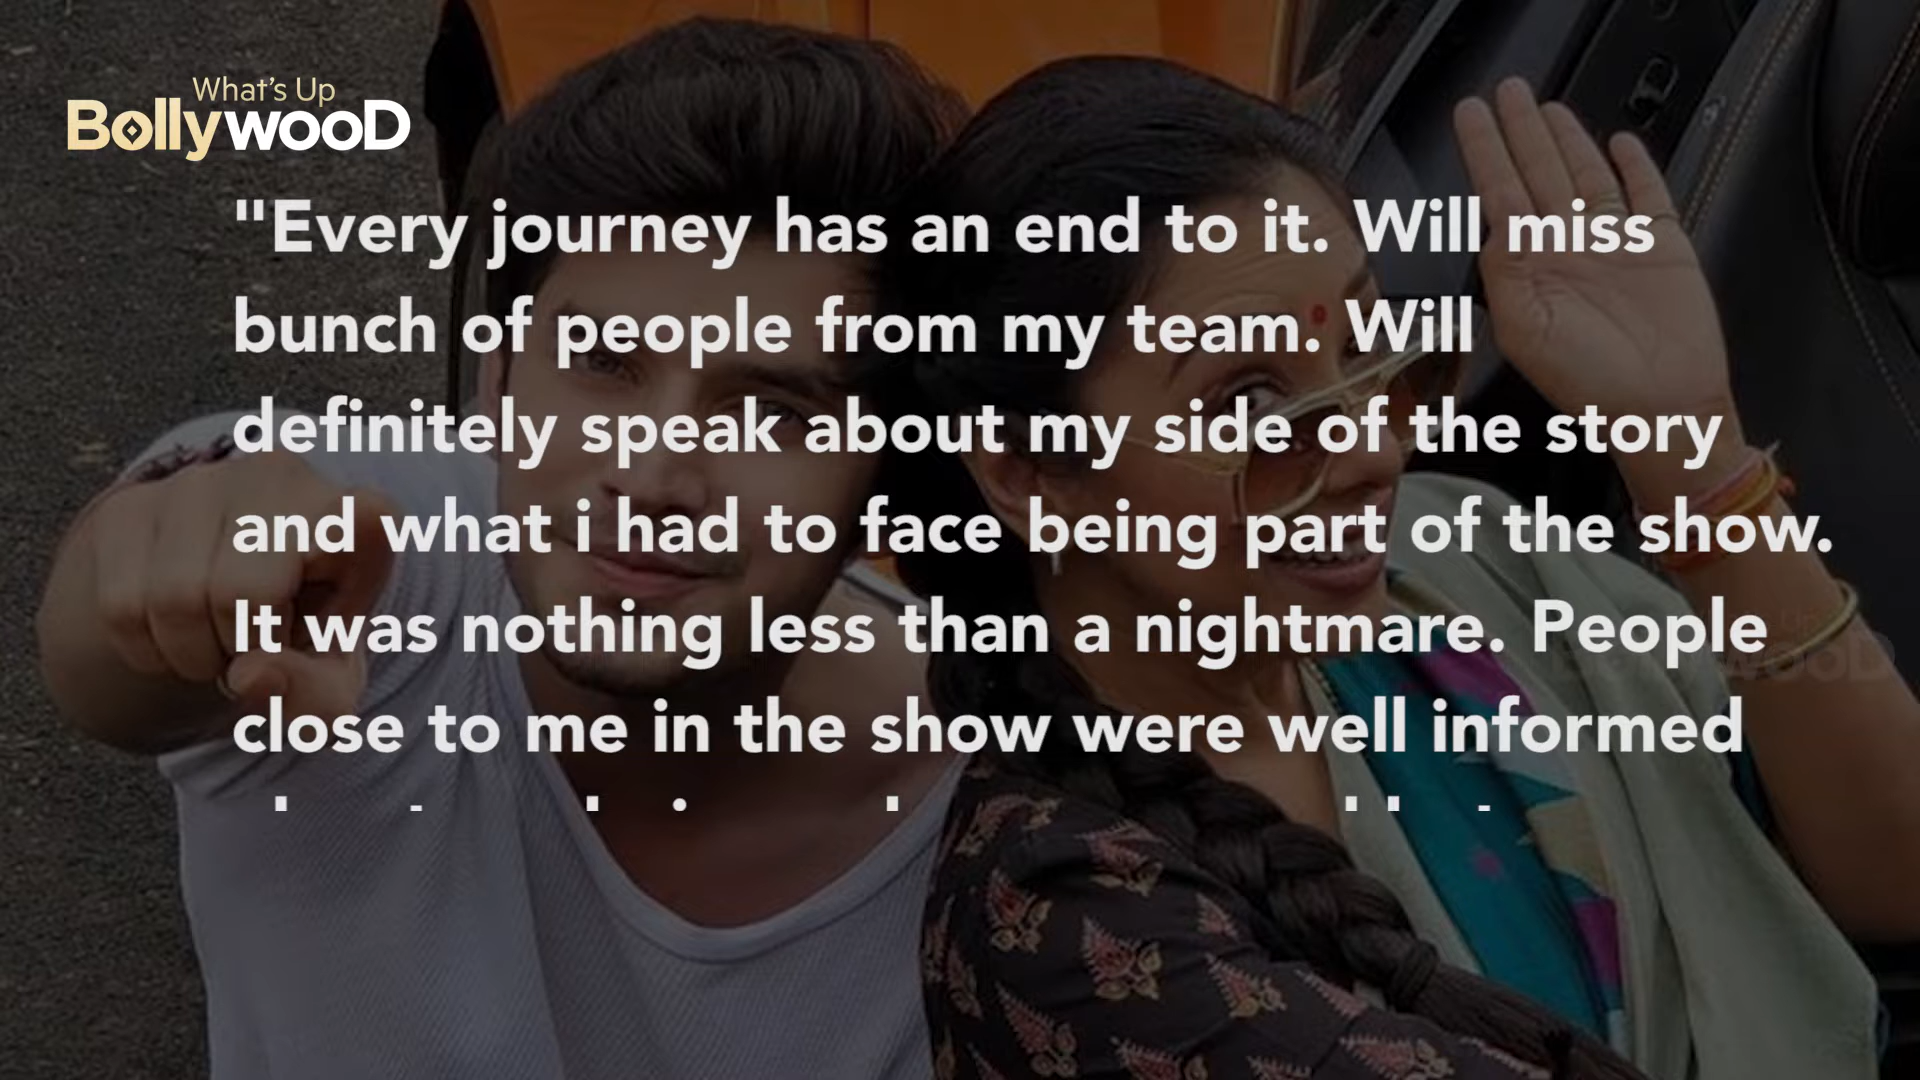 What's Up
BollywooD
"Every journey has an end to it. Will miss
bunch of people from my team. Will
definitely speak about my side of the story
and what i had to face being part of the show.
It was nothing less than a nightmare. People
close to me in the show were well informed